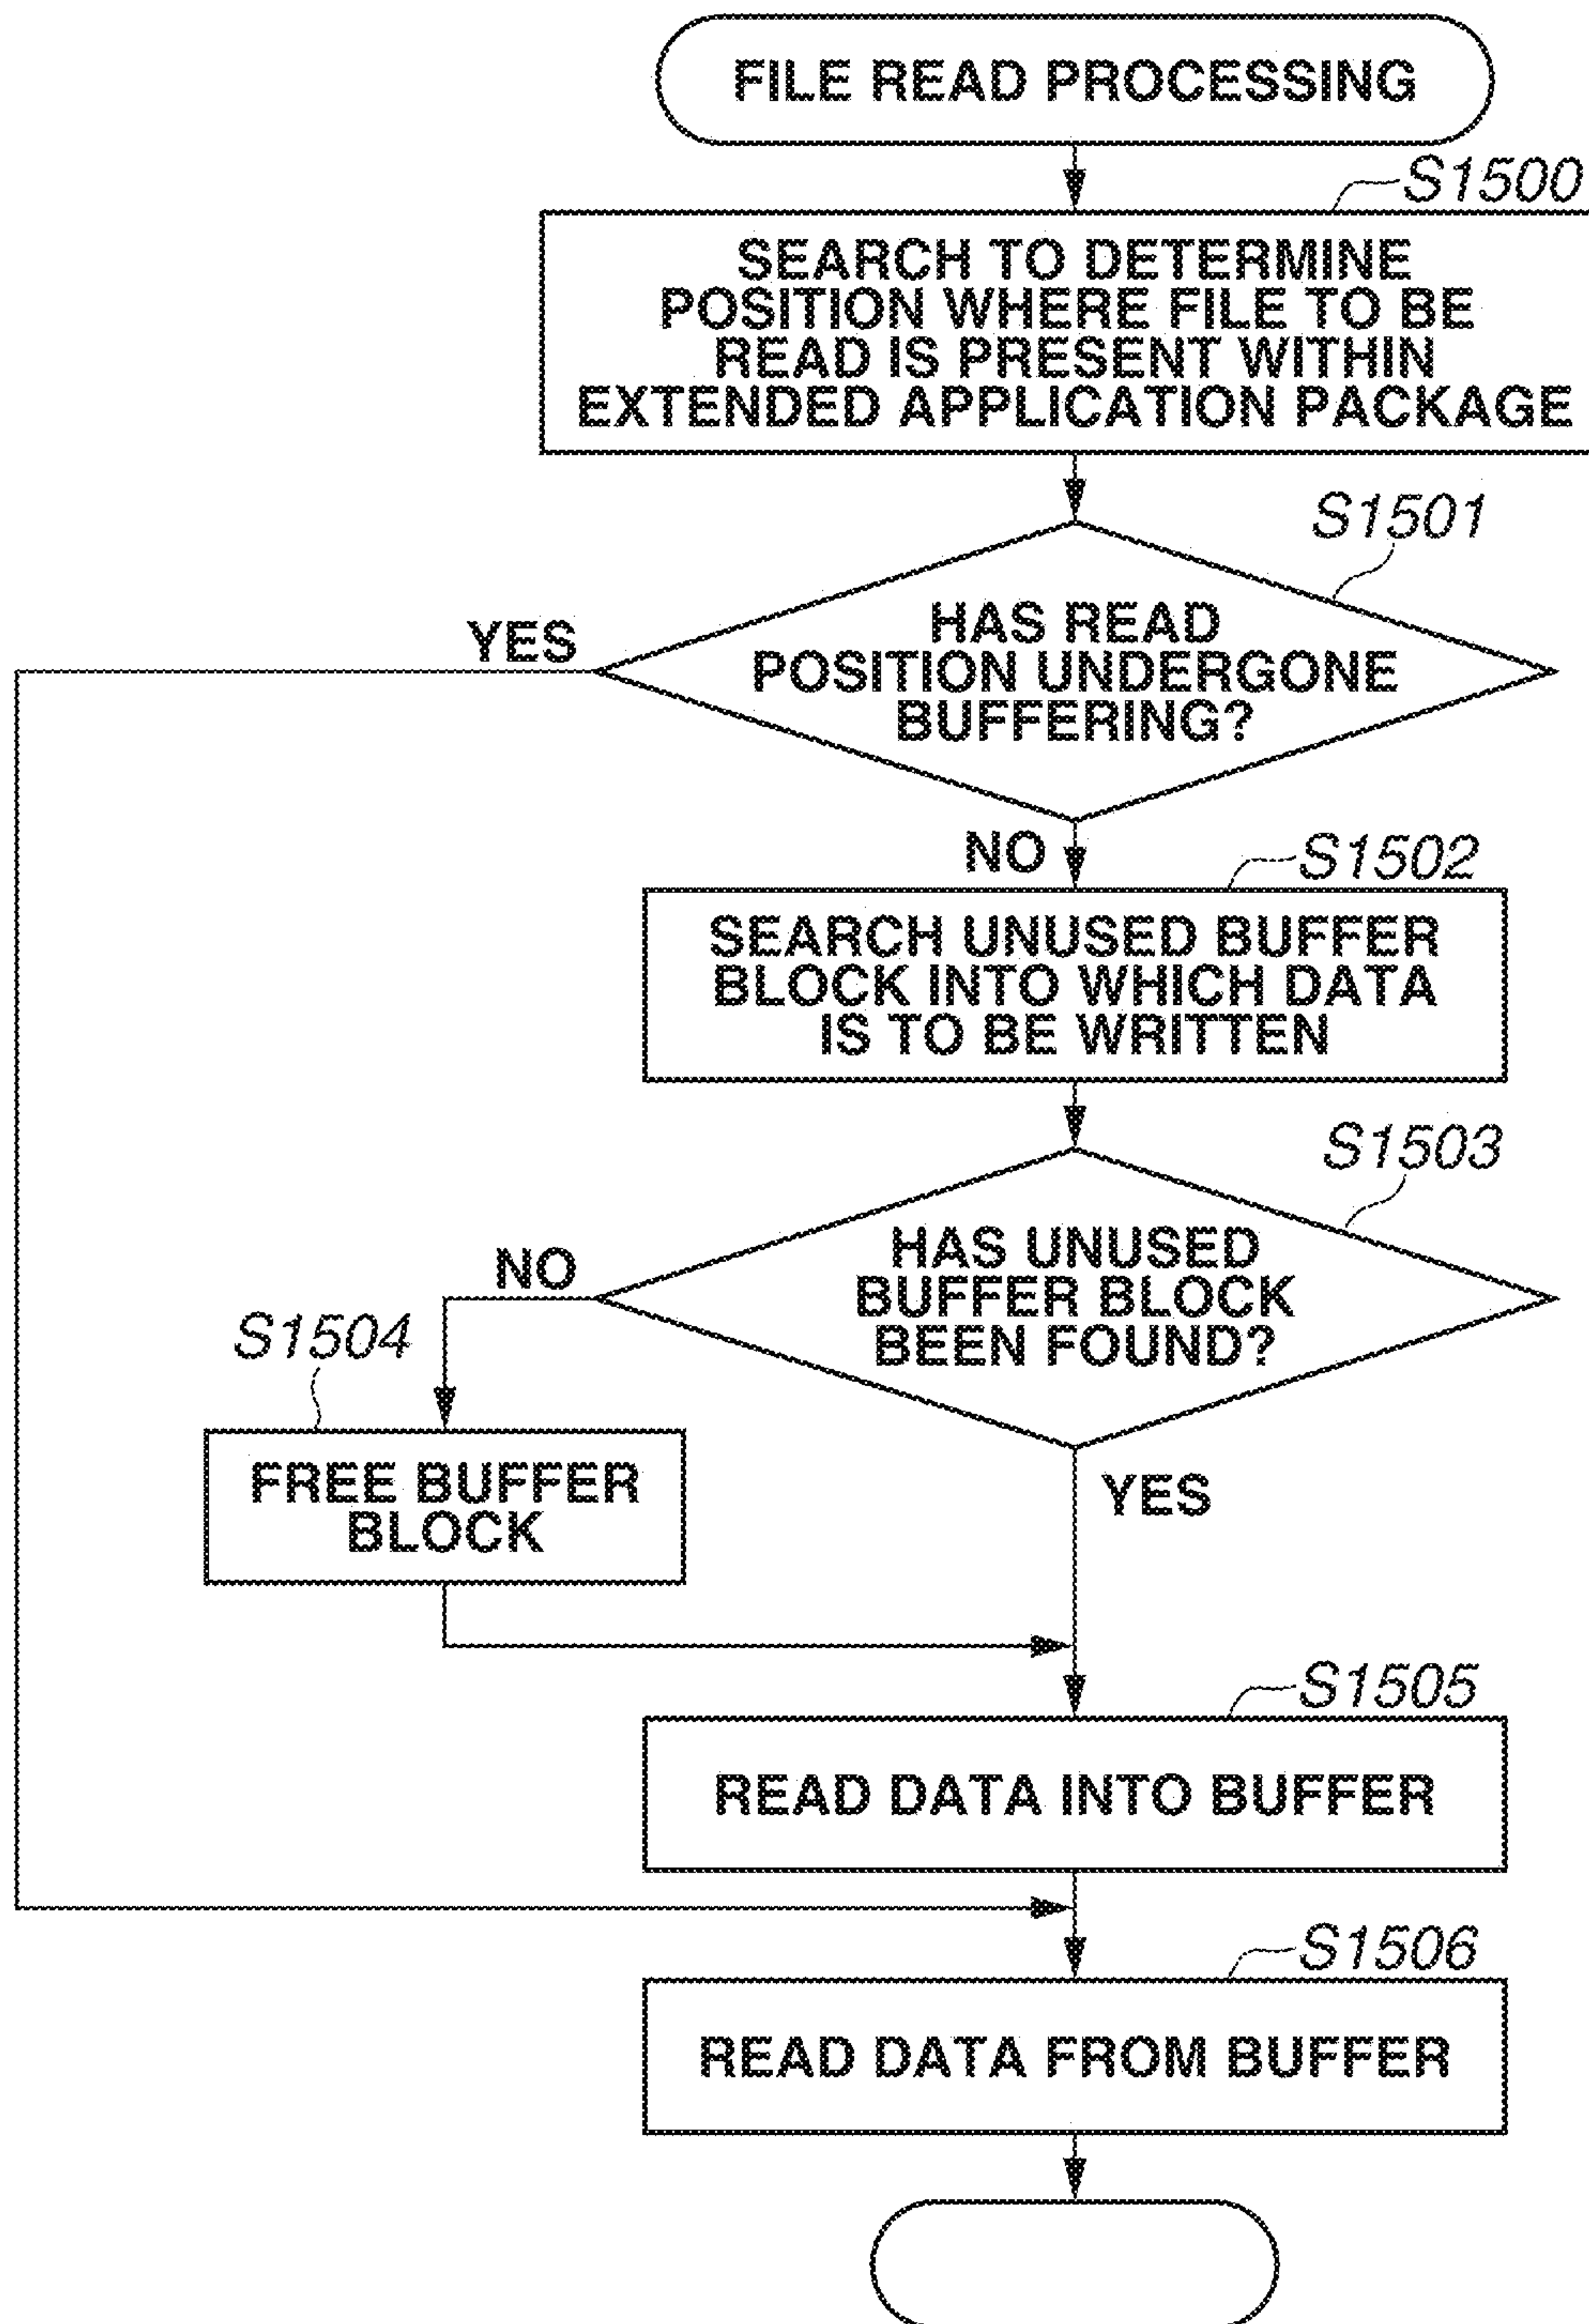 FILE READ PROCESSING
S1500
SEARCH TO DETERMINE
POSITION WHERE FILE TO BE
READ IS PRESENT WITHIN
EXTENDED APPLICATION PACKAGE
S1501
HAS READ
POSITION UNDERGONE
BUFFERING?
YES
NO
S1502
SEARCH UNUSED BUFFER
BLOCK INTO WHICH DATA
IS TO BE WRITTEN
S1503
HAS UNUSED
BUFFER BLOCK
BEEN FOUND?
NO
S1504
FREE BUFFER
BLOCK
YES
S1505
READ DATA INTO BUFFER
S1506
READ DATA FROM BUFFER